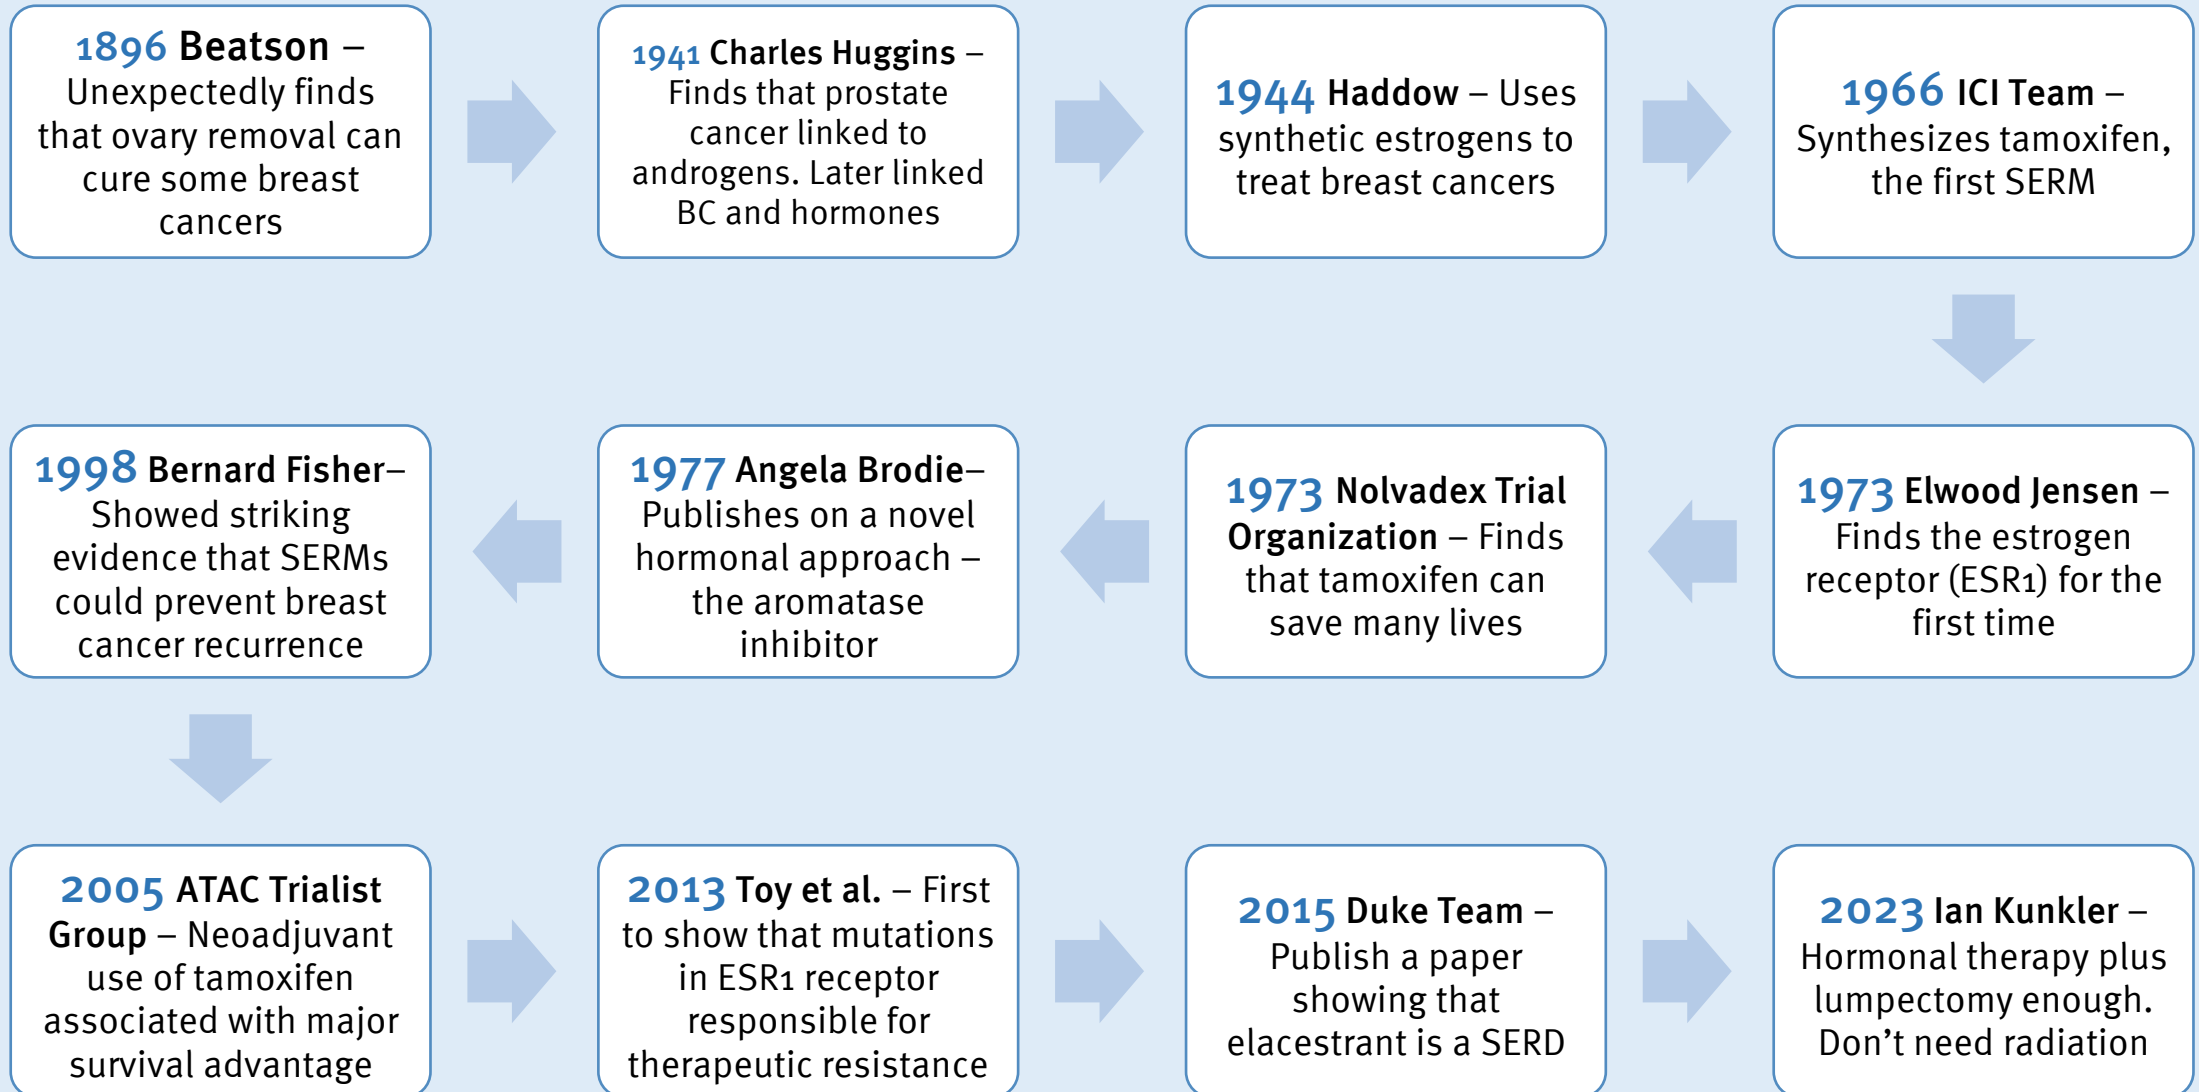 1896 Beatson –
Unexpectedly finds
that ovary removal can
cure some breast
cancers
1941 Charles Huggins –
Finds that prostate
cancer linked to
androgens. Later linked
BC and hormones
1944 Haddow – Uses
synthetic estrogens to
treat breast cancers
1966 ICI Team –
Synthesizes tamoxifen,
the first SERM
1973 Elwood Jensen –
Finds the estrogen
receptor (ESR1) for the
first time
1973 Nolvadex Trial
Organization – Finds
that tamoxifen can
save many lives
1977 Angela Brodie–
Publishes on a novel
hormonal approach –
the aromatase
inhibitor
1998 Bernard Fisher–
Showed striking
evidence that SERMs
could prevent breast
cancer recurrence
2005 ATAC Trialist
Group – Neoadjuvant
use of tamoxifen
associated with major
survival advantage
2013 Toy et al. – First
to show that mutations
in ESR1 receptor
responsible for
therapeutic resistance
2015 Duke Team –
Publish a paper
showing that
elacestrant is a SERD
2023 Ian Kunkler –
Hormonal therapy plus
lumpectomy enough.
Don’t need radiation